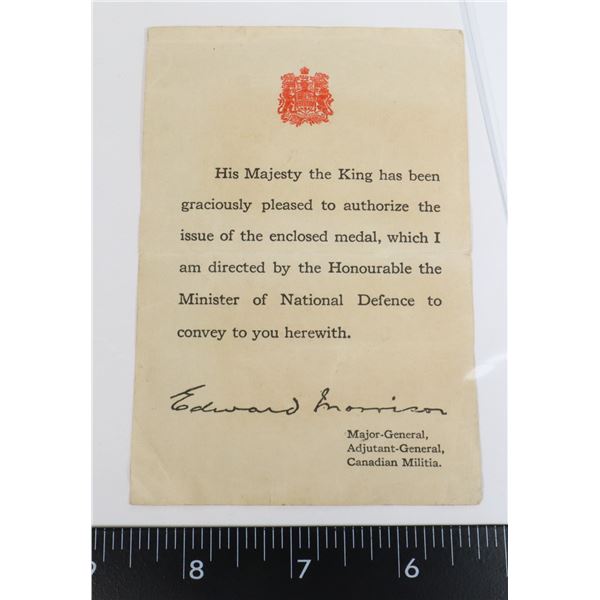 His Majesty the King has been
graciously pleased to authorize the
issue of the enclosed medal, which I
am directed by the Honourable the
Minister of National Defence to
convey to you herewith.
Edward Morrison
Major-General,
Adjutant-General,
Canadian Militia.
9 8 7 6